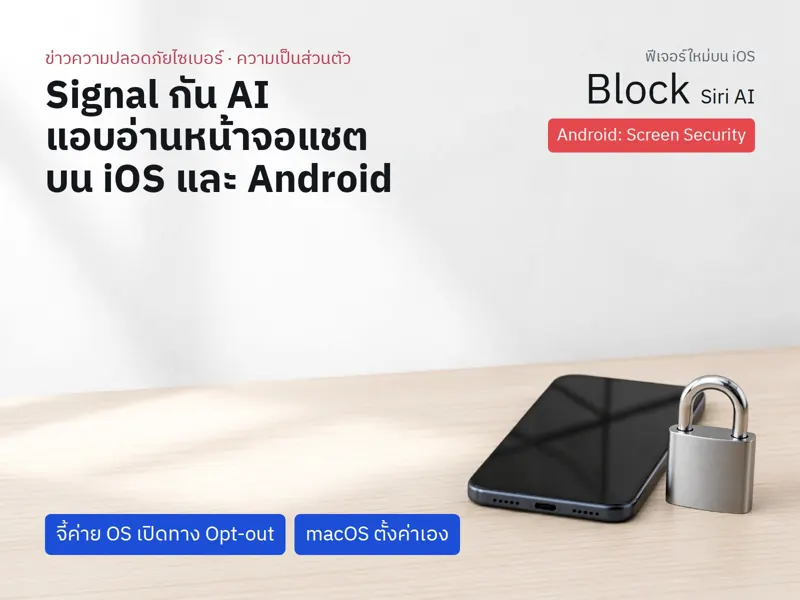 ข่าวความปลอดภัยไซเบอร์ · ความเป็นส่วนตัว
Signal กัน AI
แอบอ่านหน้าจอแชต
บน iOS และ Android
ฟีเจอร์ใหม่บน iOS
Block Siri AI
Android: Screen Security
จี้ค่าย OS เปิดทาง Opt-out
macOS ตั้งค่าเอง